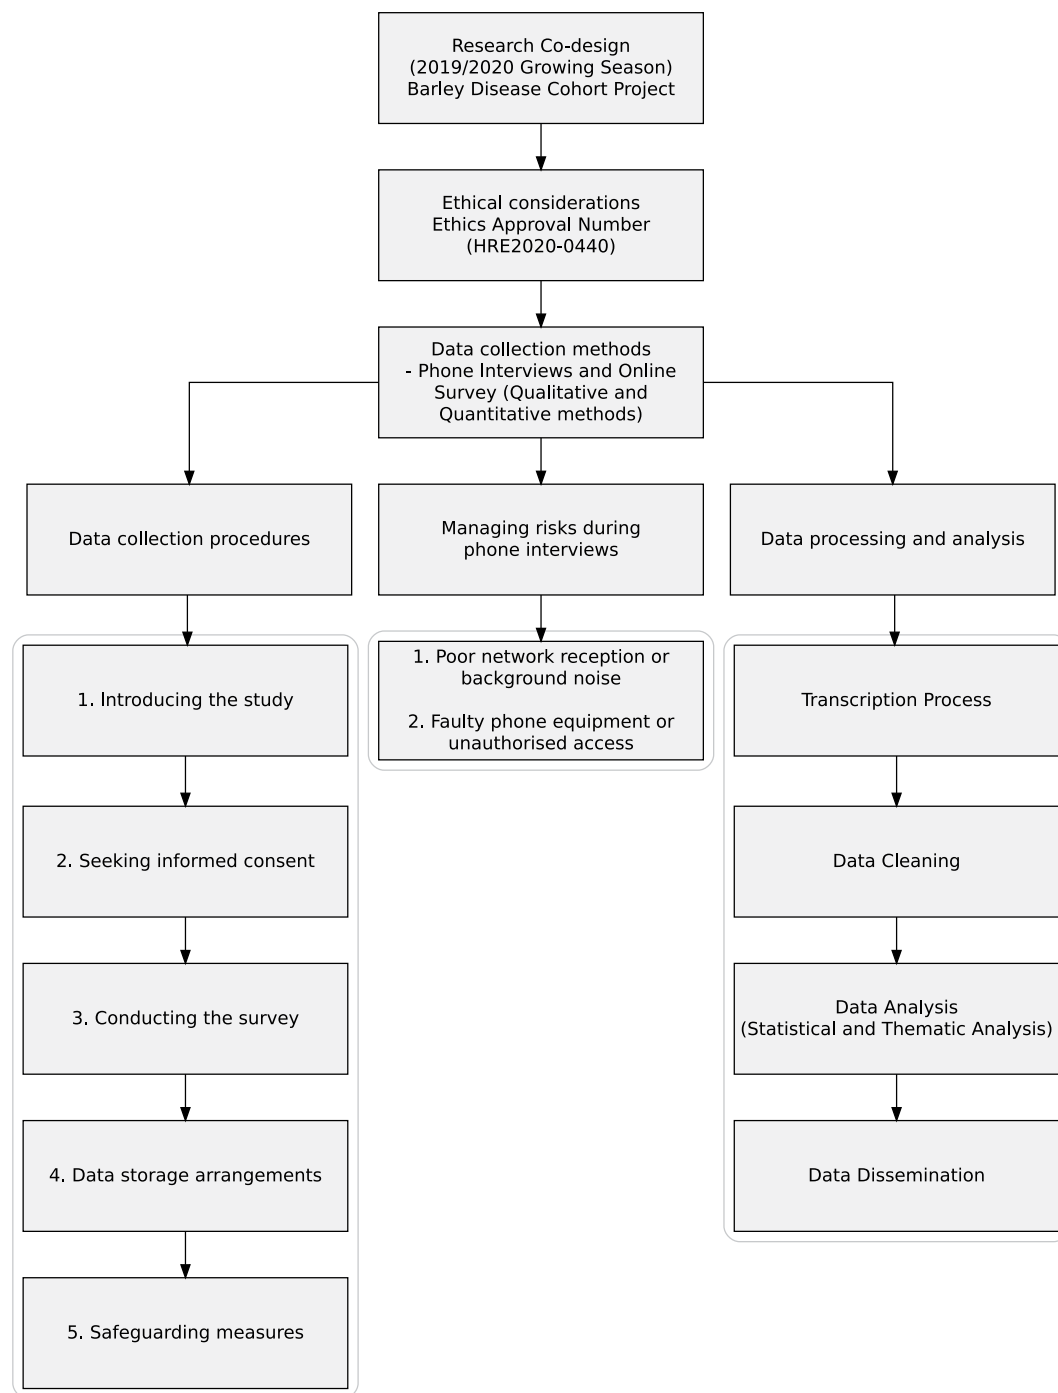 Research Co-design
(2019/2020 Growing Season)
Barley Disease Cohort Project
Ethical considerations
Ethics Approval Number
(HRE2020-0440)
Data collection methods
- Phone Interviews and Online
Survey (Qualitative and
Quantitative methods)
Data collection procedures
Managing risks during
phone interviews
Data processing and analysis
1. Introducing the study
2. Seeking informed consent
3. Conducting the survey
4. Data storage arrangements
5. Safeguarding measures
1. Poor network reception or
background noise
2. Faulty phone equipment or
unauthorised access
Transcription Process
Data Cleaning
Data Analysis
(Statistical and Thematic Analysis)
Data Dissemination